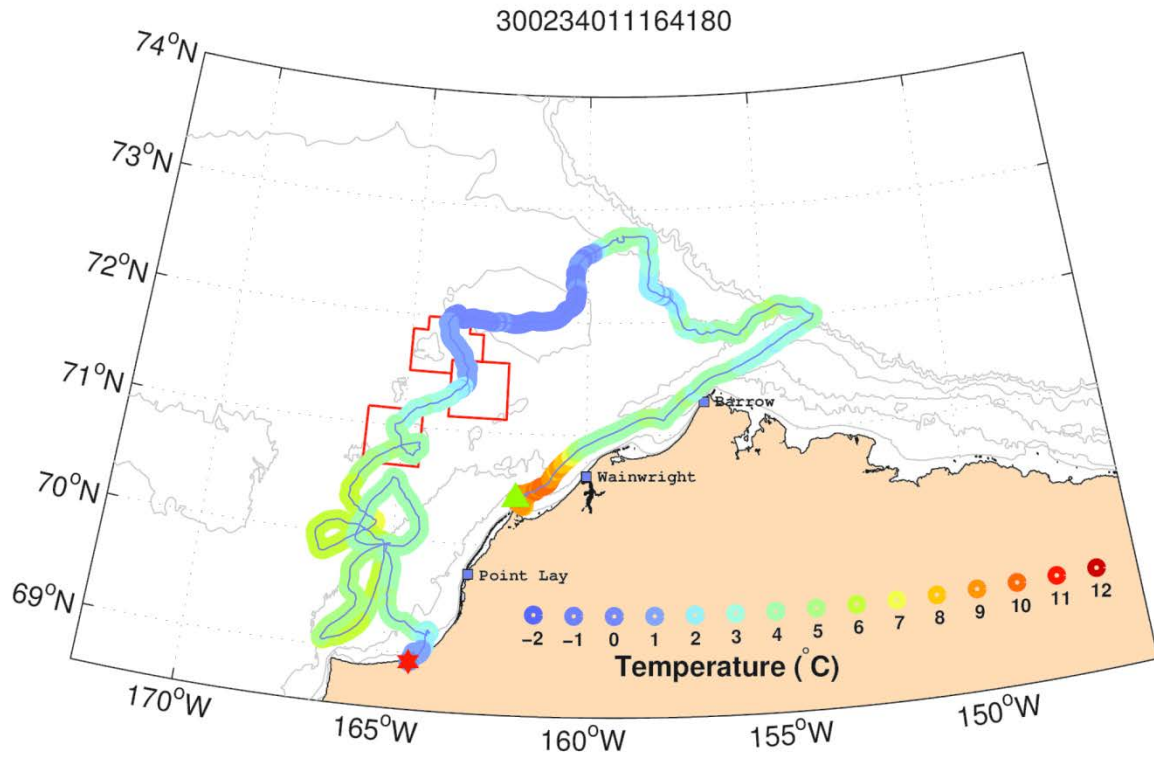 300234011164180
74°N
73°N
72°N
71°N
70°N
69°N
Barrow
Wainwright
Point Lay
-2 -1 0 1 2 3 4 5 6 7 8 9 10 11 12
Temperature (°C)
170°W 165°W 160°W 155°W 150°W